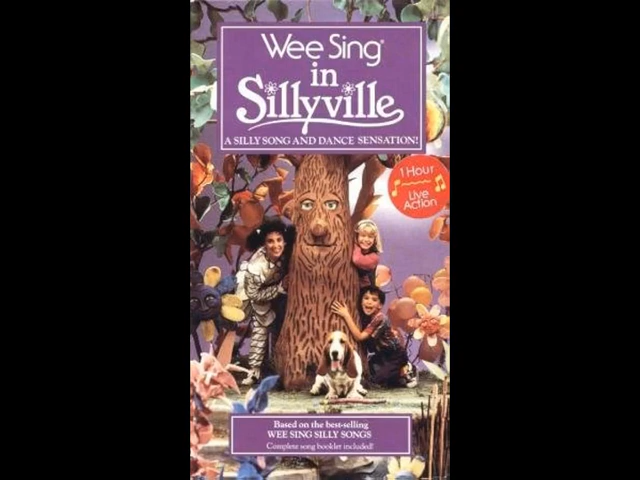 Wee Sing®
in
Sillyville
A SILLY SONG AND DANCE SENSATION!
1 Hour
Live
Action
Based on the best-selling
WEE SING SILLY SONGS
Complete song booklet included!